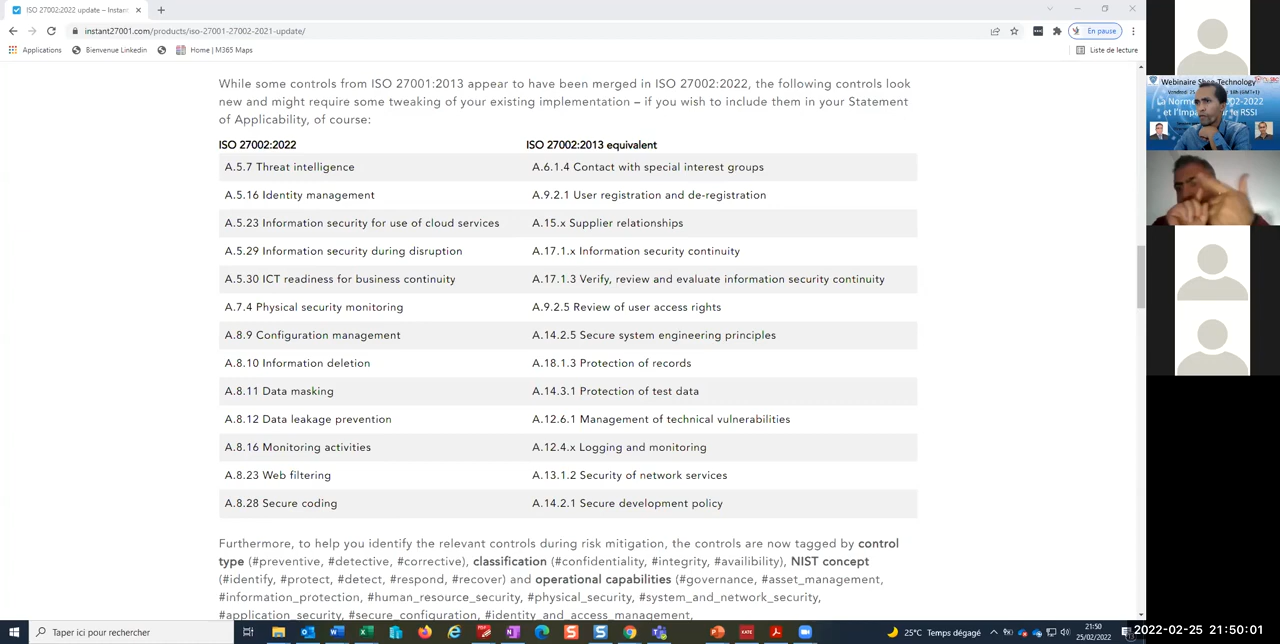 ISO 27002:2022 update – Instan
instant27001.com/products/iso-27001-27002-2021-update/
En pause
Applications
Bienvenue Linkedin
Home | M365 Maps
Liste de lecture
While some controls from ISO 27001:2013 appear to have been merged in ISO 27002:2022, the following controls look
new and might require some tweaking of your existing implementation – if you wish to include them in your Statement
of Applicability, of course:
ISO 27002:2022 ISO 27002:2013 equivalent
A.5.7 Threat intelligence A.6.1.4 Contact with special interest groups
A.5.16 Identity management A.9.2.1 User registration and de-registration
A.5.23 Information security for use of cloud services A.15.x Supplier relationships
A.5.29 Information security during disruption A.17.1.x Information security continuity
A.5.30 ICT readiness for business continuity A.17.1.3 Verify, review and evaluate information security continuity
A.7.4 Physical security monitoring A.9.2.5 Review of user access rights
A.8.9 Configuration management A.14.2.5 Secure system engineering principles
A.8.10 Information deletion A.18.1.3 Protection of records
A.8.11 Data masking A.14.3.1 Protection of test data
A.8.12 Data leakage prevention A.12.6.1 Management of technical vulnerabilities
A.8.16 Monitoring activities A.12.4.x Logging and monitoring
A.8.23 Web filtering A.13.1.2 Security of network services
A.8.28 Secure coding A.14.2.1 Secure development policy
Furthermore, to help you identify the relevant controls during risk mitigation, the controls are now tagged by control
type (#preventive, #detective, #corrective), classification (#confidentiality, #integrity, #availibility), NIST concept
(#identify, #protect, #detect, #respond, #recover) and operational capabilities (#governance, #asset_management,
#information_protection, #human_resource_security, #physical_security, #system_and_network_security,
#application_security, #secure_configuration, #identity_and_access_management,
Webinaire Shee-Technology
et l'Imp RSSI
Taper ici pour rechercher
25°C Temps dégagé
21:50
25/02/2022
2022-02-25 21:50:01